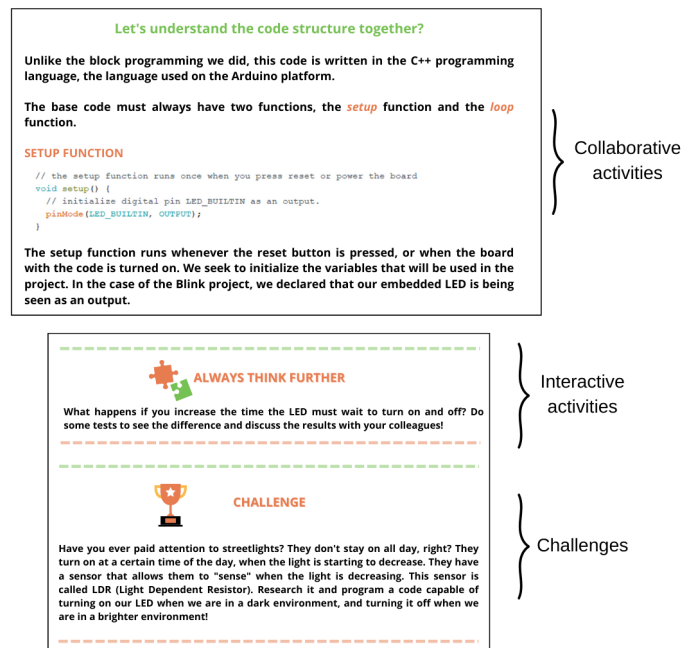 Let's understand the code structure together?
Unlike the block programming we did, this code is written in the C++ programming
language, the language used on the Arduino platform.
The base code must always have two functions, the setup function and the loop
function.
SETUP FUNCTION
// the setup function runs once when you press reset or power the board
void setup() {
// initialize digital pin LED_BUILTIN as an output.
pinMode(LED_BUILTIN, OUTPUT);
}
The setup function runs whenever the reset button is pressed, or when the board
with the code is turned on. We seek to initialize the variables that will be used in the
project. In the case of the Blink project, we declared that our embedded LED is being
seen as an output.
Collaborative
activities
ALWAYS THINK FURTHER
What happens if you increase the time the LED must wait to turn on and off? Do
some tests to see the difference and discuss the results with your colleagues!
Interactive
activities
CHALLENGE
Have you ever paid attention to streetlights? They don't stay on all day, right? They
turn on at a certain time of the day, when the light is starting to decrease. They have
a sensor that allows them to "sense" when the light is decreasing. This sensor is
called LDR (Light Dependent Resistor). Research it and program a code capable of
turning on our LED when we are in a dark environment, and turning it off when we
are in a brighter environment!
Challenges